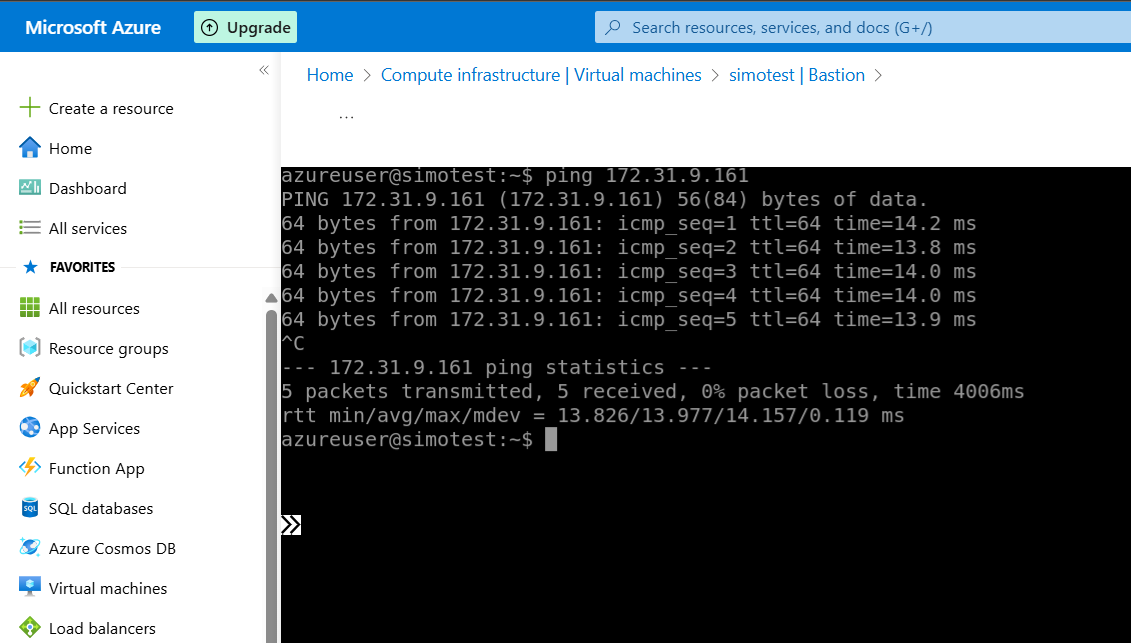 Microsoft Azure
Upgrade
Search resources, services, and docs (G+/)
«
Home > Compute infrastructure | Virtual machines > simotest | Bastion >
...
Create a resource
Home
Dashboard
All services
FAVORITES
All resources
Resource groups
Quickstart Center
App Services
Function App
SQL databases
Azure Cosmos DB
Virtual machines
Load balancers
azureuser@simotest:~$ ping 172.31.9.161
PING 172.31.9.161 (172.31.9.161) 56(84) bytes of data.
64 bytes from 172.31.9.161: icmp_seq=1 ttl=64 time=14.2 ms
64 bytes from 172.31.9.161: icmp_seq=2 ttl=64 time=13.8 ms
64 bytes from 172.31.9.161: icmp_seq=3 ttl=64 time=14.0 ms
64 bytes from 172.31.9.161: icmp_seq=4 ttl=64 time=14.0 ms
64 bytes from 172.31.9.161: icmp_seq=5 ttl=64 time=13.9 ms
^C
--- 172.31.9.161 ping statistics ---
5 packets transmitted, 5 received, 0% packet loss, time 4006ms
rtt min/avg/max/mdev = 13.826/13.977/14.157/0.119 ms
azureuser@simotest:~$